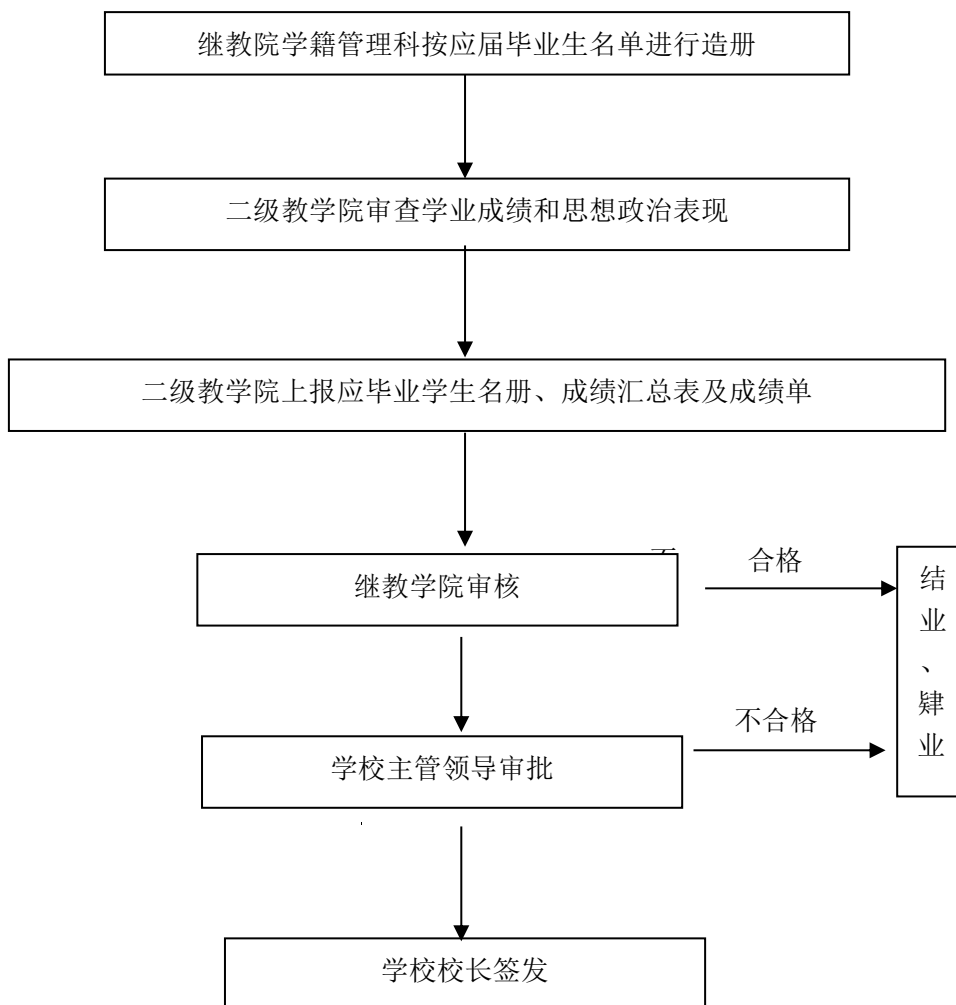 继教院学籍管理科按应届毕业生名单进行造册
二级教学院审查学业成绩和思想政治表现
二级教学院上报应毕业学生名册、成绩汇总表及成绩单
合格
继教学院审核
不合格
学校主管领导审批
结
业
、
肄
业
学校校长签发